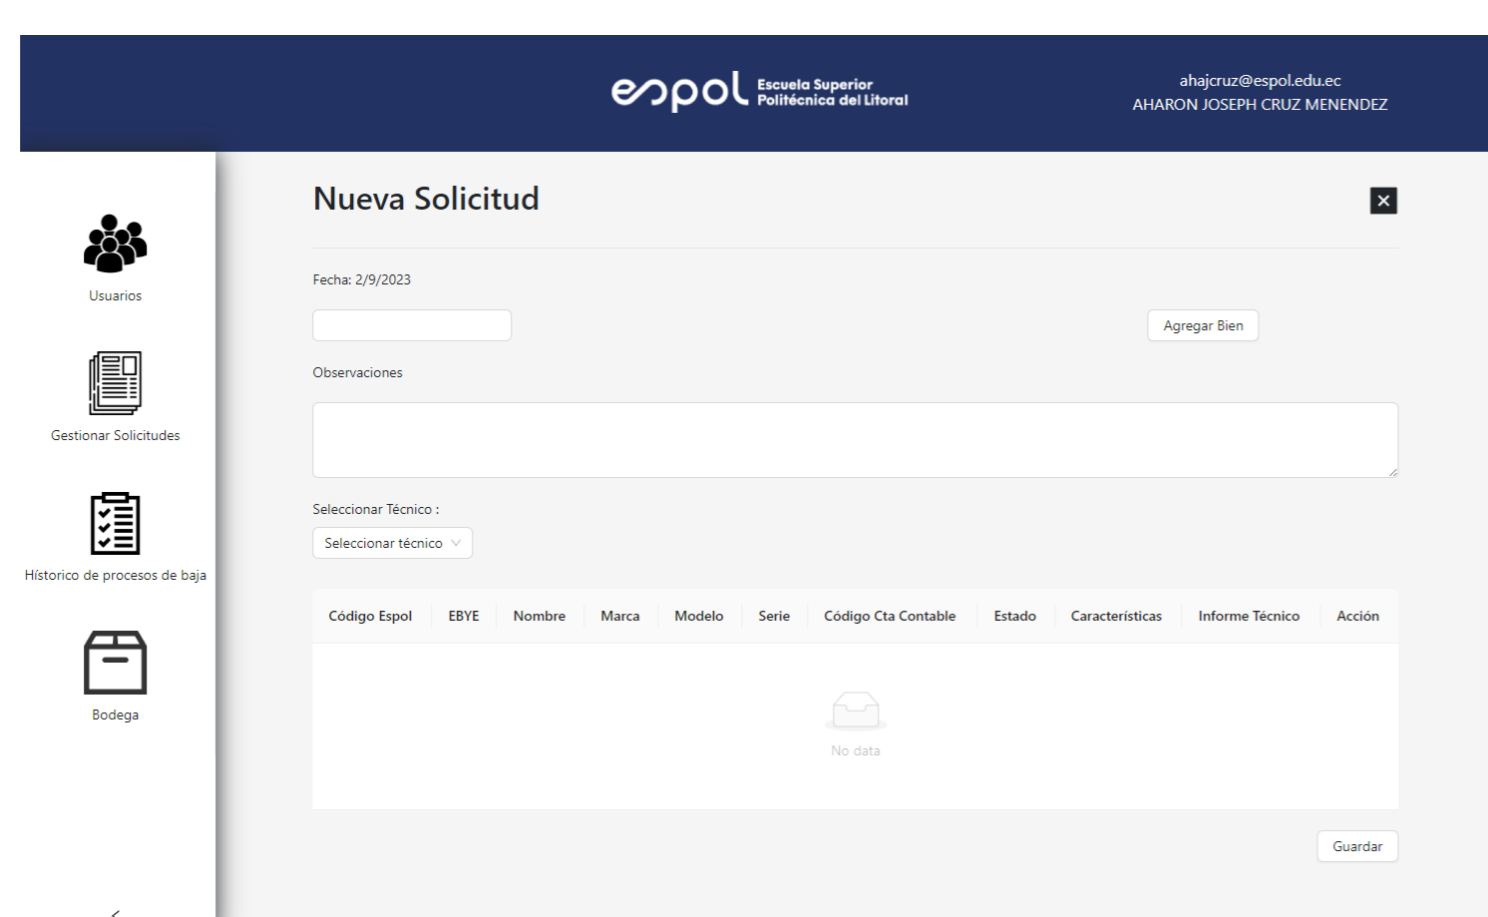 espol Escuela Superior
Politécnica del Litoral
ahajcruz@espol.edu.ec
AHARON JOSEPH CRUZ MENENDEZ
Usuarios
Gestionar Solicitudes
Hístorico de procesos de baja
Bodega
Nueva Solicitud
Fecha: 2/9/2023
Agregar Bien
Observaciones
Seleccionar Técnico :
Seleccionar técnico
Código Espol EBYE Nombre Marca Modelo Serie Código Cta Contable Estado Características Informe Técnico Acción
No data
Guardar